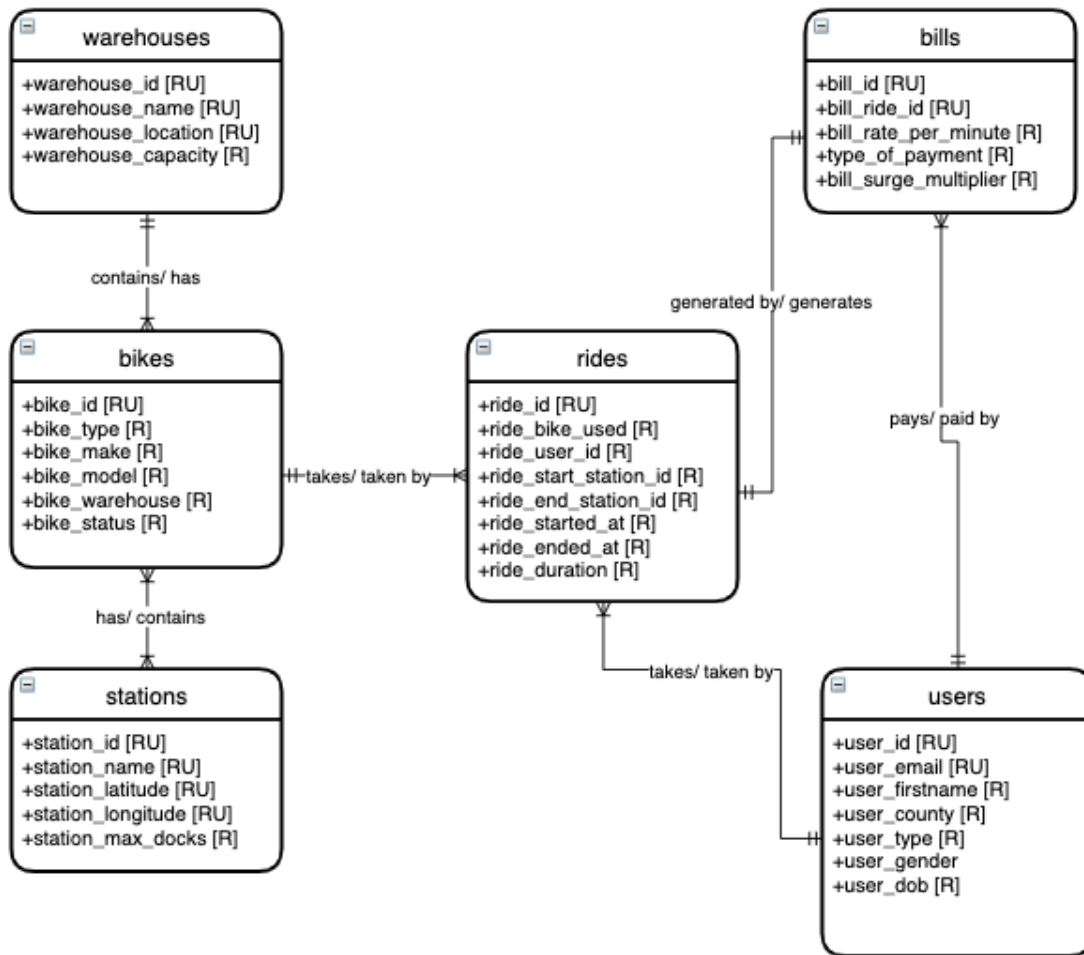 warehouses
+warehouse_id [RU]
+warehouse_name [RU]
+warehouse_location [RU]
+warehouse_capacity [R]
bills
+bill_id [RU]
+bill_ride_id [RU]
+bill_rate_per_minute [R]
+type_of_payment [R]
+bill_surge_multiplier [R]
contains/ has
generated by/ generates
bikes
+bike_id [RU]
+bike_type [R]
+bike_make [R]
+bike_model [R]
+bike_warehouse [R]
+bike_status [R]
takes/ taken by
rides
+ride_id [RU]
+ride_bike_used [R]
+ride_user_id [R]
+ride_start_station_id [R]
+ride_end_station_id [R]
+ride_started_at [R]
+ride_ended_at [R]
+ride_duration [R]
pays/ paid by
has/ contains
takes/ taken by
stations
+station_id [RU]
+station_name [RU]
+station_latitude [RU]
+station_longitude [RU]
+station_max_docks [R]
users
+user_id [RU]
+user_email [RU]
+user_firstname [R]
+user_county [R]
+user_type [R]
+user_gender
+user_dob [R]